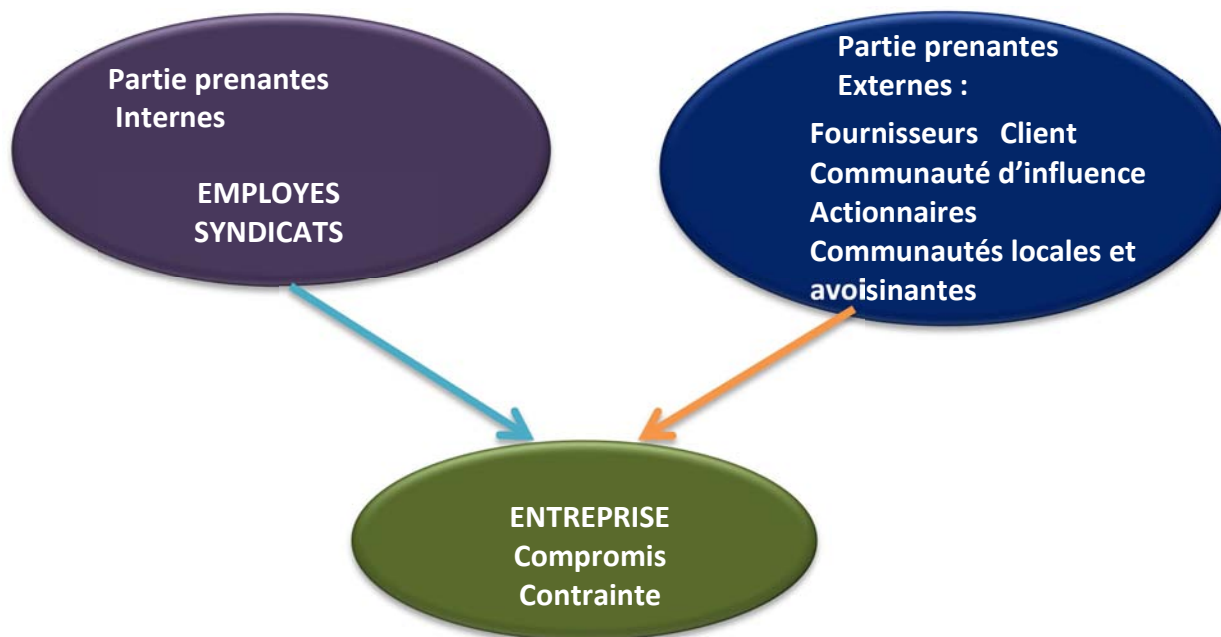 Partie prenantes
Internes
EMPLOYES
SYNDICATS
Partie prenantes
Externes :
Fournisseurs Client
Communauté d’influence
Actionnaires
Communautés locales et
avoisinantes
ENTREPRISE
Compromis
Contrainte